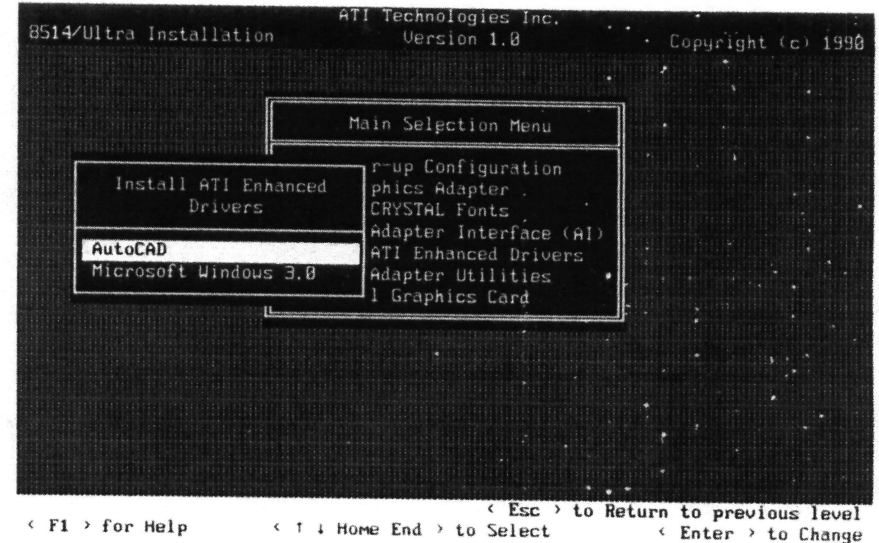 ATI Technologies Inc.
8514/Ultra Installation Version 1.0 Copyright (c) 1990
Main Selection Menu
r-up Configuration
phics Adapter
CRYSTAL Fonts
Adapter Interface (AI)
ATI Enhanced Drivers
Adapter Utilities
l Graphics Card
Install ATI Enhanced
Drivers
AutoCAD
Microsoft Windows 3.0
< Esc > to Return to previous level
< F1 > for Help < ↑ ↓ Home End > to Select < Enter > to Change